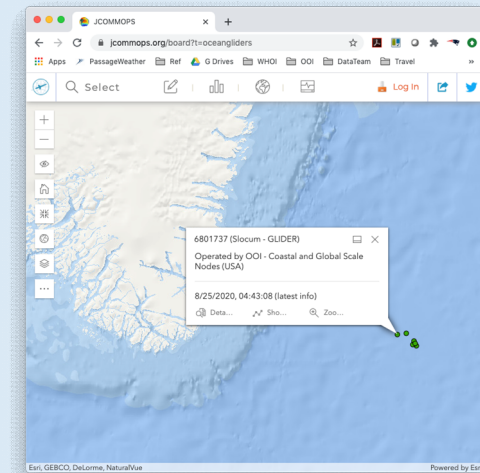 JCOMMOPS
jcommops.org/board?t=oceangliders
Apps PassageWeather Ref G Drives WHOI OOI DataTeam Travel »
Select
Log In
6801737 (Slocum - GLIDER)
Operated by OOI - Coastal and Global Scale
Nodes (USA)
8/25/2020, 04:43:08 (latest info)
Deta... Sho... Zoo...
Esri, GEBCO, DeLorme, NaturalVue
Powered by Esri